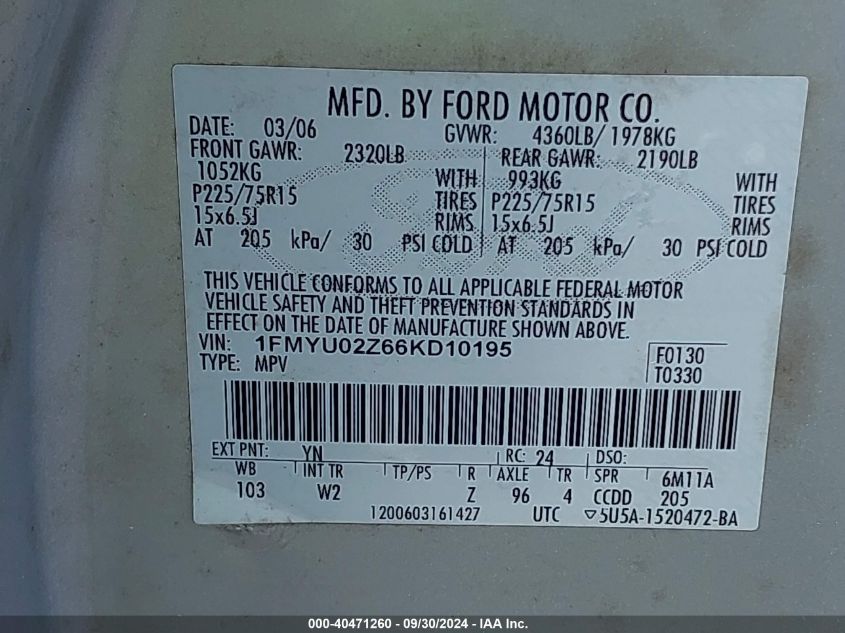 MFD. BY FORD MOTOR CO.
DATE: 03/06 GVWR: 4360LB/ 1978KG
FRONT GAWR: 2320LB REAR GAWR: 2190LB
1052KG WITH 993KG WITH
P225/75R15 TIRES P225/75R15 TIRES
15x6.5J RIMS 15x6.5J RIMS
AT 205 kPa/ 30 PSI COLD AT 205 kPa/ 30 PSI COLD
THIS VEHICLE CONFORMS TO ALL APPLICABLE FEDERAL MOTOR
VEHICLE SAFETY AND THEFT PREVENTION STANDARDS IN
EFFECT ON THE DATE OF MANUFACTURE SHOWN ABOVE.
VIN: 1FMYU02Z66KD10195 F0130
TYPE: MPV T0330
EXT PNT: YN RC: 24 DSO:
WB INT TR TP/PS R AXLE TR SPR 6M11A
103 W2 Z 96 4 CCDD 205
1200603161427 UTC ▽5U5A-1520472-BA
000-40471260 - 09/30/2024 - IAA Inc.